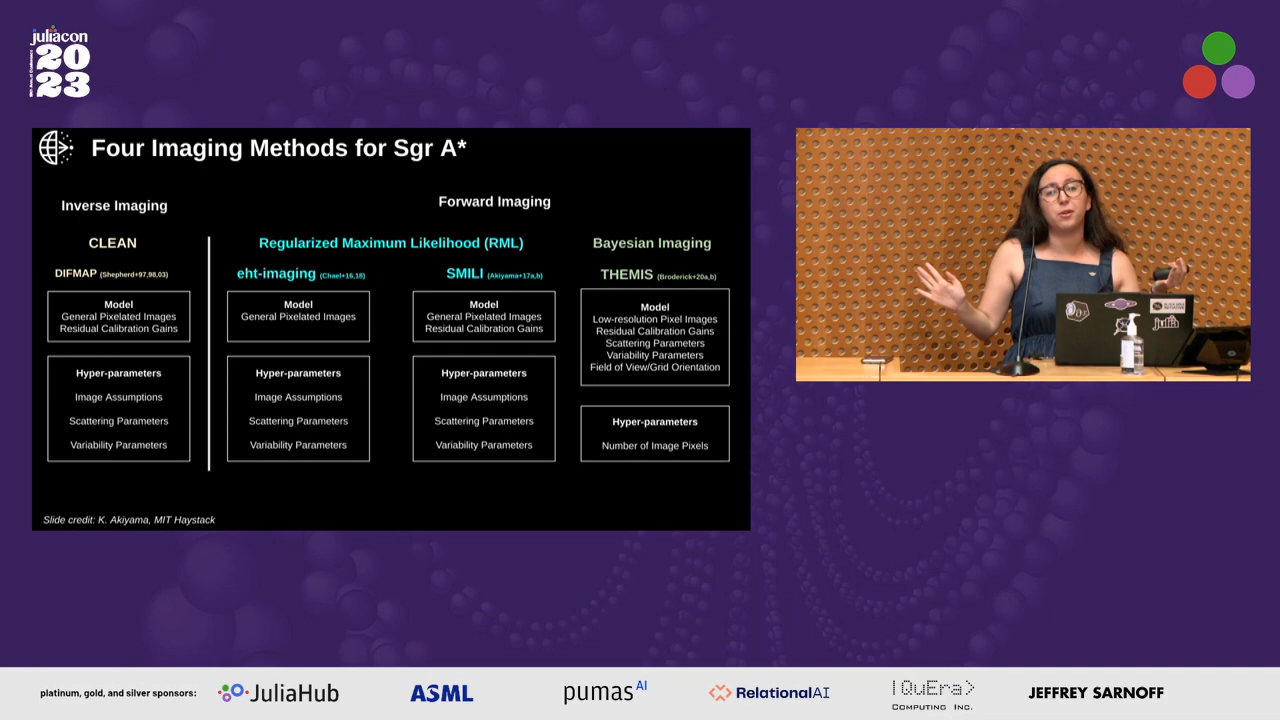 juliacon
20
23
Four Imaging Methods for Sgr A*
Inverse Imaging
Forward Imaging
CLEAN
Regularized Maximum Likelihood (RML)
Bayesian Imaging
DIFMAP (Shepherd+97,98,03)
eht-imaging (Chael+16,18)
SMILI (Akiyama+17a,b)
THEMIS (Broderick+20a,b)
Model
General Pixelated Images
Residual Calibration Gains
Model
General Pixelated Images
Model
General Pixelated Images
Residual Calibration Gains
Model
Low-resolution Pixel Images
Residual Calibration Gains
Scattering Parameters
Variability Parameters
Field of View/Grid Orientation
Hyper-parameters
Image Assumptions
Scattering Parameters
Variability Parameters
Hyper-parameters
Image Assumptions
Scattering Parameters
Variability Parameters
Hyper-parameters
Image Assumptions
Scattering Parameters
Variability Parameters
Hyper-parameters
Number of Image Pixels
Slide credit: K. Akiyama, MIT Haystack
julia
platinum, gold, and silver sponsors:
JuliaHub
ASML
pumas AI
RelationalAI
|QuEra>
COMPUTING INC.
JEFFREY SARNOFF